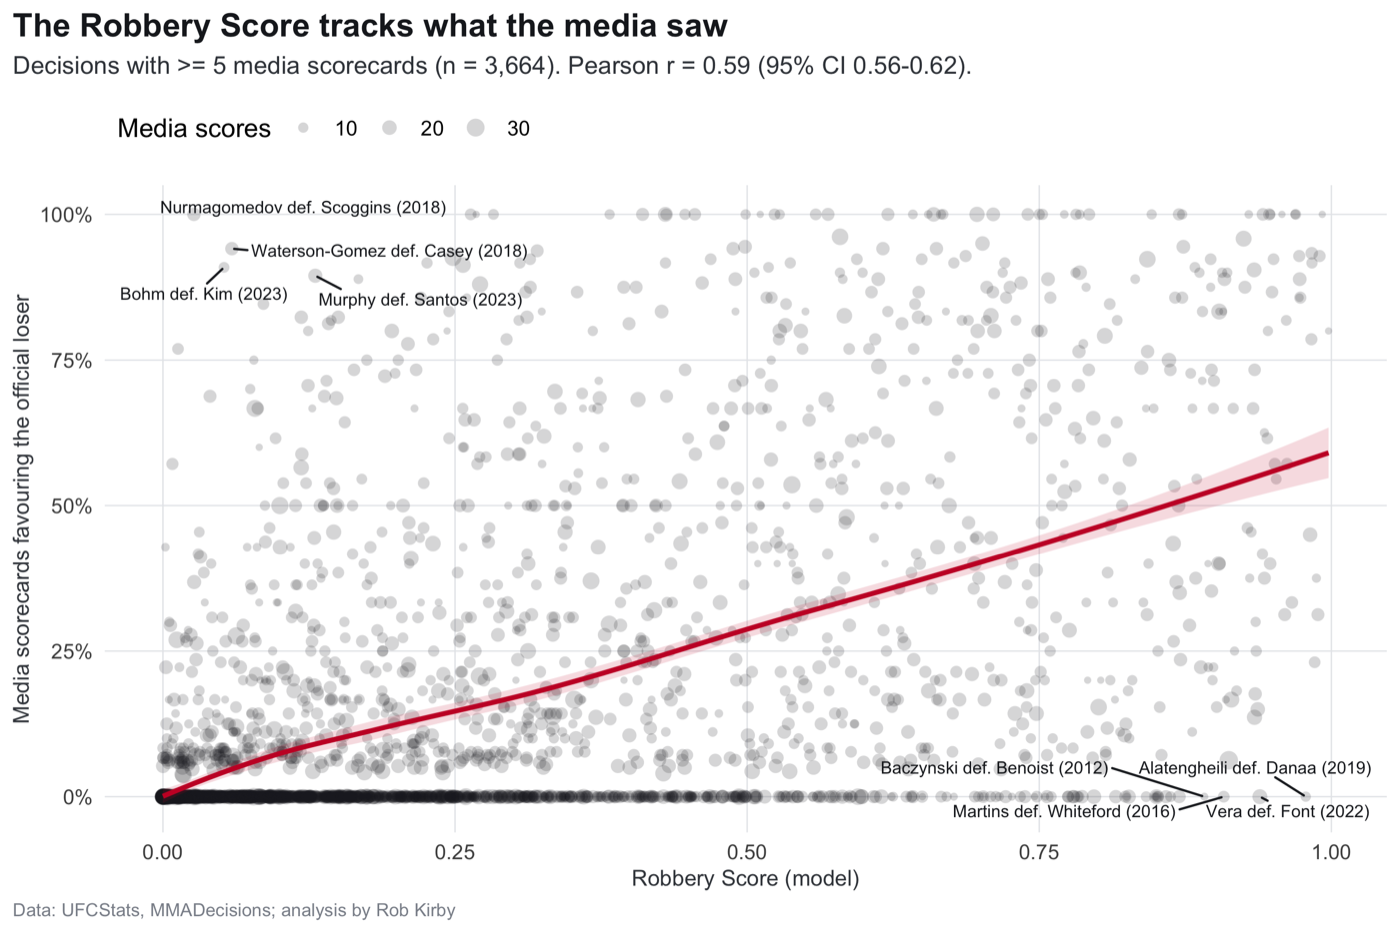 The Robbery Score tracks what the media saw
Decisions with >= 5 media scorecards (n = 3,664). Pearson r = 0.59 (95% CI 0.56-0.62).
Media scores 10 20 30
Media scorecards favouring the official loser
100%
75%
50%
25%
0%
Nurmagomedov def. Scoggins (2018)
Waterson-Gomez def. Casey (2018)
Bohm def. Kim (2023)
Murphy def. Santos (2023)
Baczynski def. Benoist (2012)
Alatengheili def. Danaa (2019)
Martins def. Whiteford (2016)
Vera def. Font (2022)
0.00 0.25 0.50 0.75 1.00
Robbery Score (model)
Data: UFCStats, MMADecisions; analysis by Rob Kirby